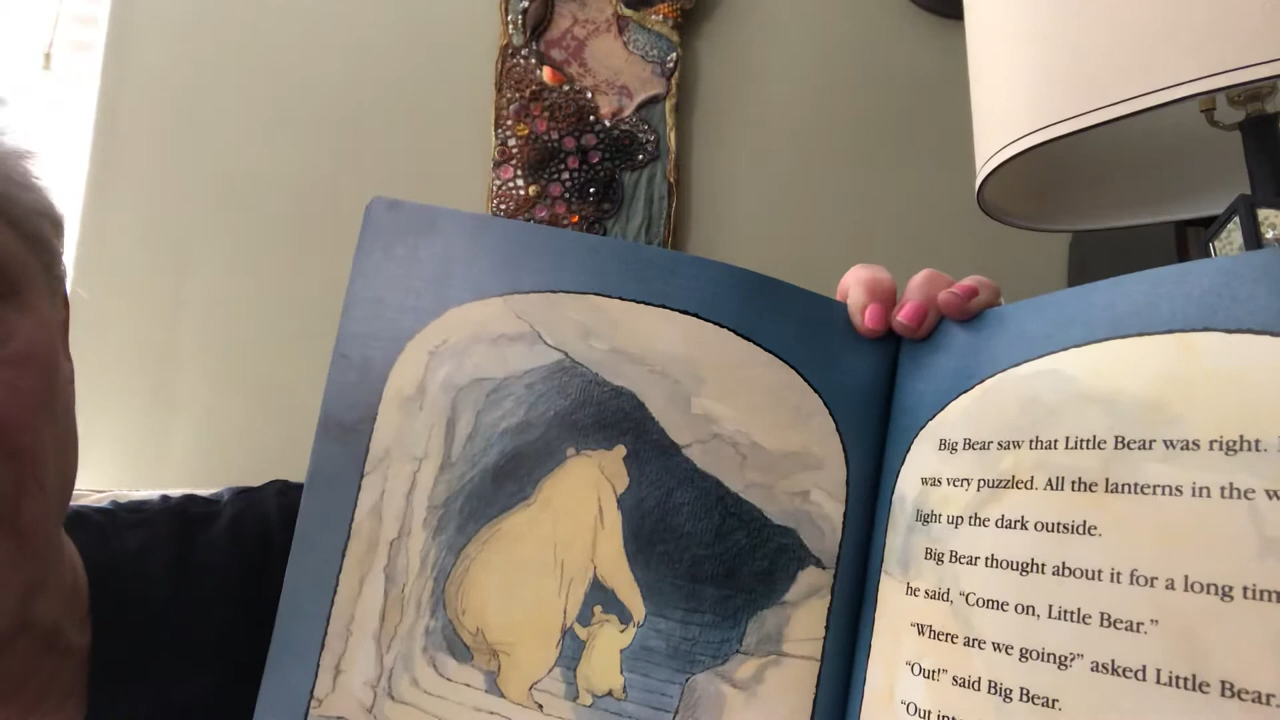 Big Bear saw that Little Bear was right.
was very puzzled. All the lanterns in the
light up the dark outside.
Big Bear thought about it for a long
he said, “Come on, Little Bear.”
“Where are we going?” asked Little Bear.
“Out!” said Big Bear.
“Out